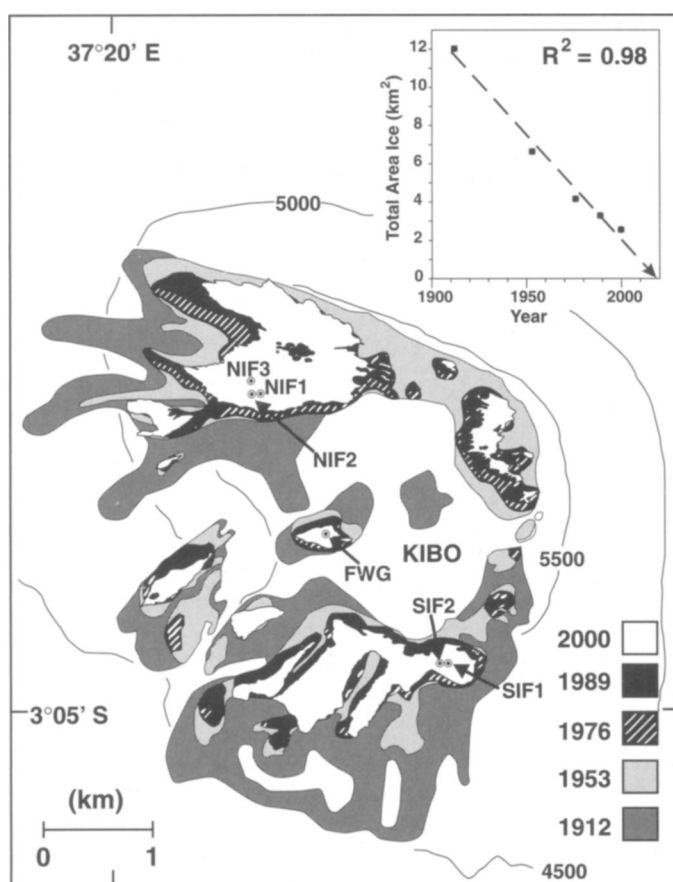 37°20' E
R² = 0.98
Total Area Ice (km²)
12
10
8
6
4
2
0
1900
1950
2000
Year
5000
NIF3
NIF1
NIF2
KIBO
FWG
5500
SIF2
SIF1
3°05' S
2000
1989
1976
1953
1912
(km)
0
1
4500